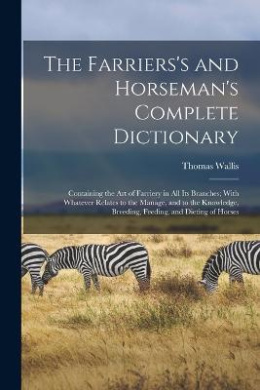 The Farriers's and
Horseman's
Complete
Dictionary
Thomas Wallis
Containing the Art of Farriery in All Its Branches; With
Whatever Relates to the Manage, and to the Knowledge,
Breeding, Feeding, and Dieting of Horses